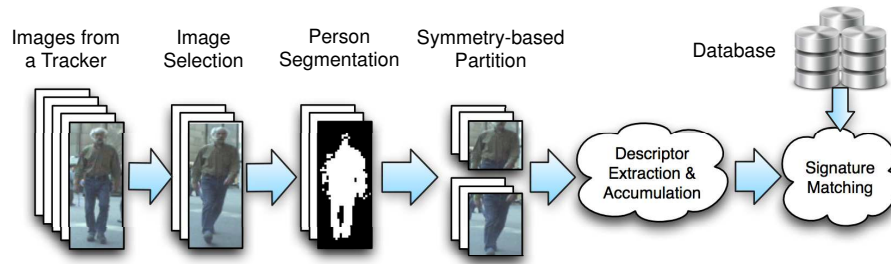 Images from
a Tracker
Image
Selection
Person
Segmentation
Symmetry-based
Partition
Database
Descriptor
Extraction &
Accumulation
Signature
Matching